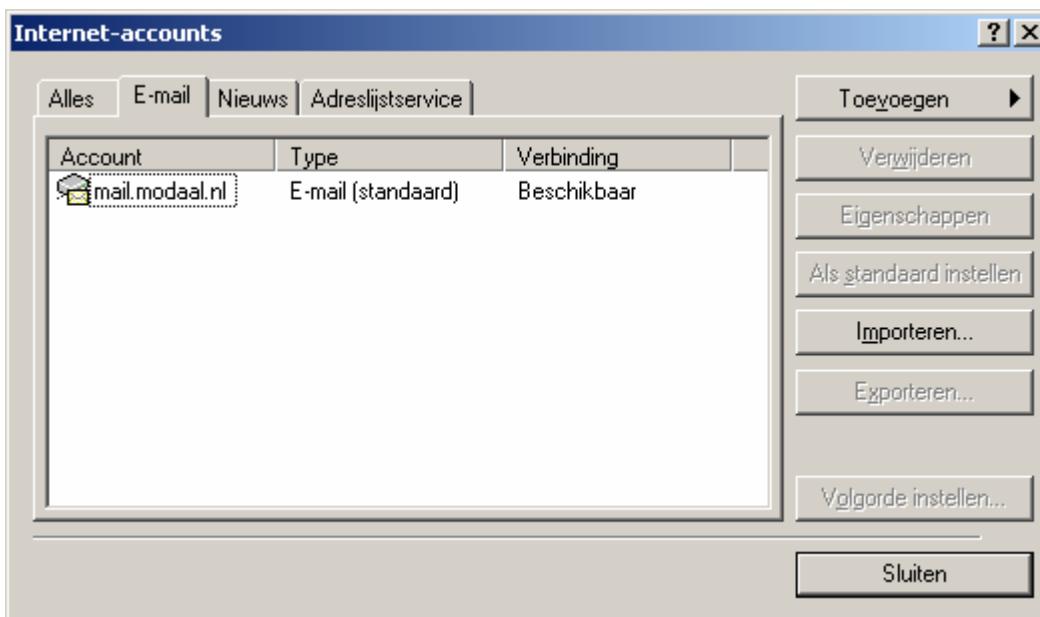 Internet-accounts
Alles E-mail Nieuws Adreslijstservice
Account Type Verbinding
mail.modaal.nl E-mail (standaard) Beschikbaar
Toevoegen
Verwijderen
Eigenschappen
Als standaard instellen
Importeren...
Exporteren...
Volgorde instellen...
Sluiten